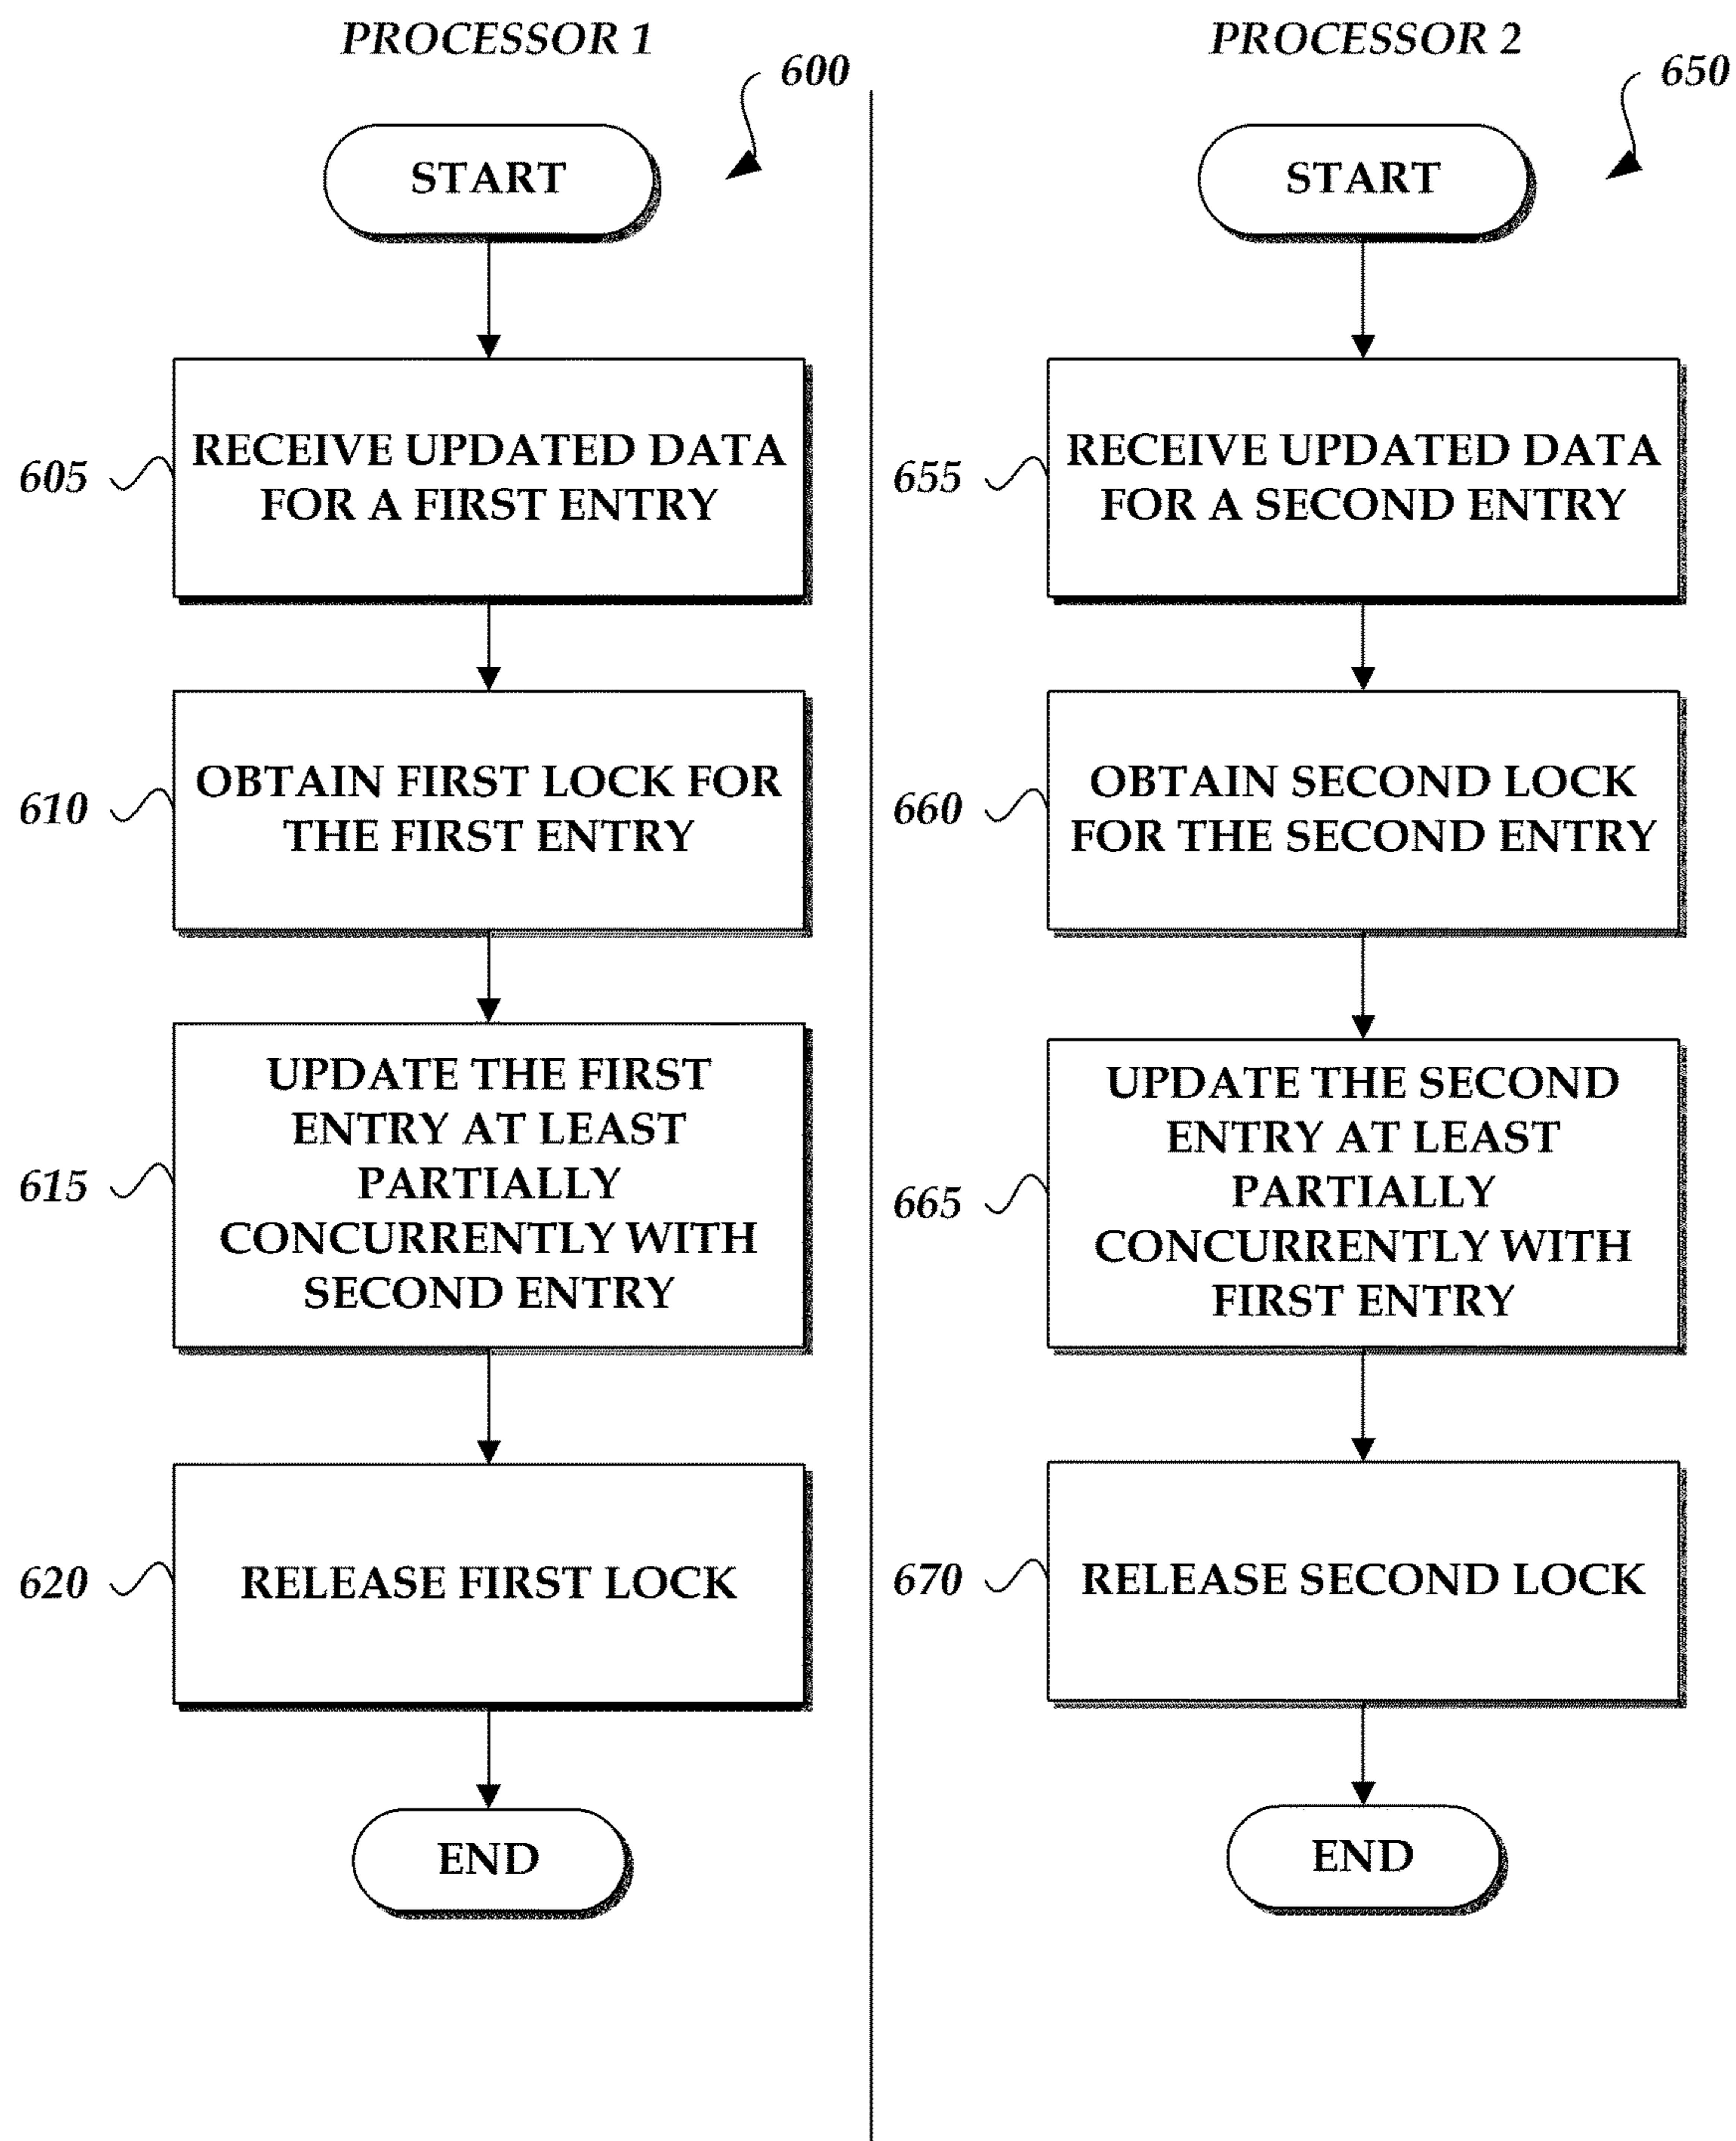 PROCESSOR 1
600
START
605
RECEIVE UPDATED DATA
FOR A FIRST ENTRY
610
OBTAIN FIRST LOCK FOR
THE FIRST ENTRY
615
UPDATE THE FIRST
ENTRY AT LEAST
PARTIALLY
CONCURRENTLY WITH
SECOND ENTRY
620
RELEASE FIRST LOCK
END
PROCESSOR 2
650
START
655
RECEIVE UPDATED DATA
FOR A SECOND ENTRY
660
OBTAIN SECOND LOCK
FOR THE SECOND ENTRY
665
UPDATE THE SECOND
ENTRY AT LEAST
PARTIALLY
CONCURRENTLY WITH
FIRST ENTRY
670
RELEASE SECOND LOCK
END